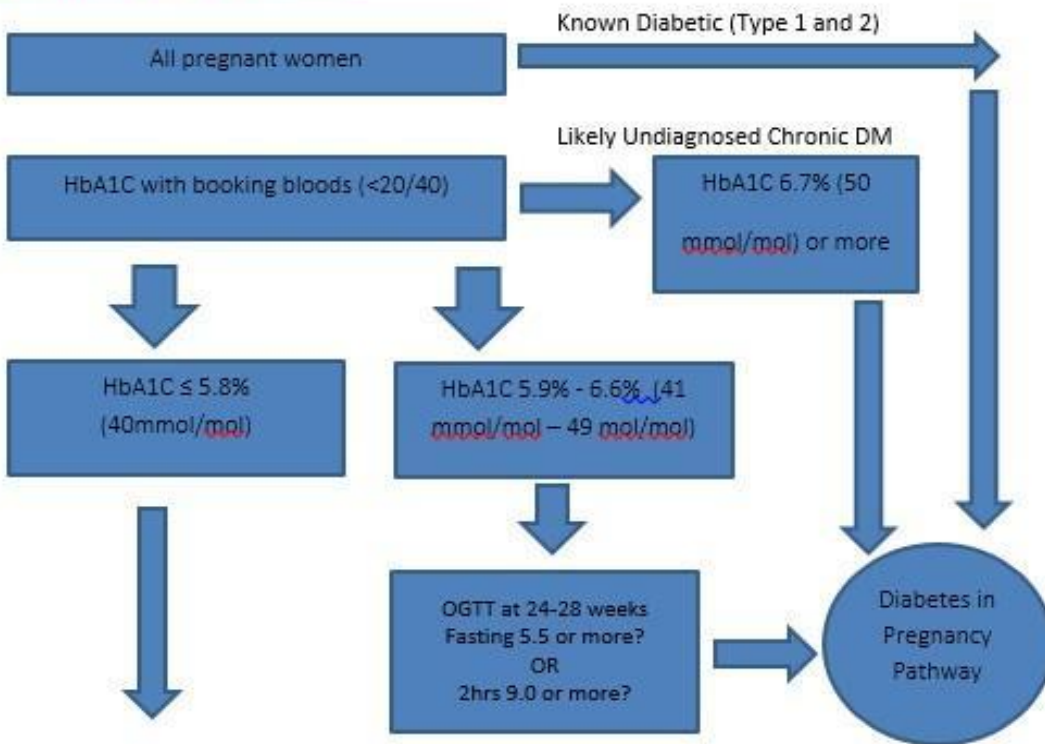 Known Diabetic (Type 1 and 2)
All pregnant women
Likely Undiagnosed Chronic DM
HbA1C with booking bloods (<20/40)
HbA1C 6.7% (50
mmol/mol) or more
HbA1C ≤ 5.8%
(40mmol/mol)
HbA1C 5.9% - 6.6% (41
mmol/mol – 49 mol/mol)
OGTT at 24-28 weeks
Fasting 5.5 or more?
OR
2hrs 9.0 or more?
Diabetes in
Pregnancy
Pathway